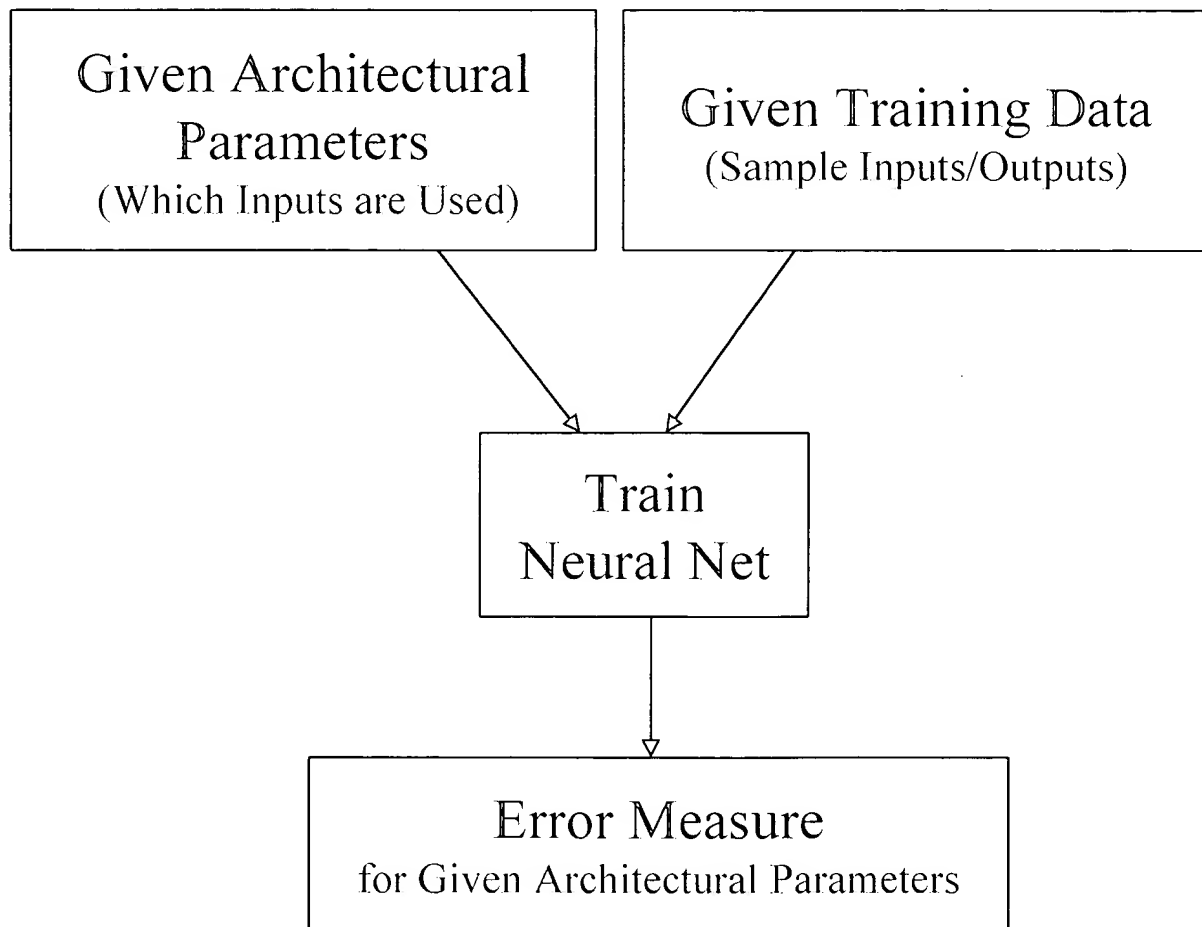 Given Architectural
Parameters
(Which Inputs are Used)
Given Training Data
(Sample Inputs/Outputs)
Train
Neural Net
Error Measure
for Given Architectural Parameters